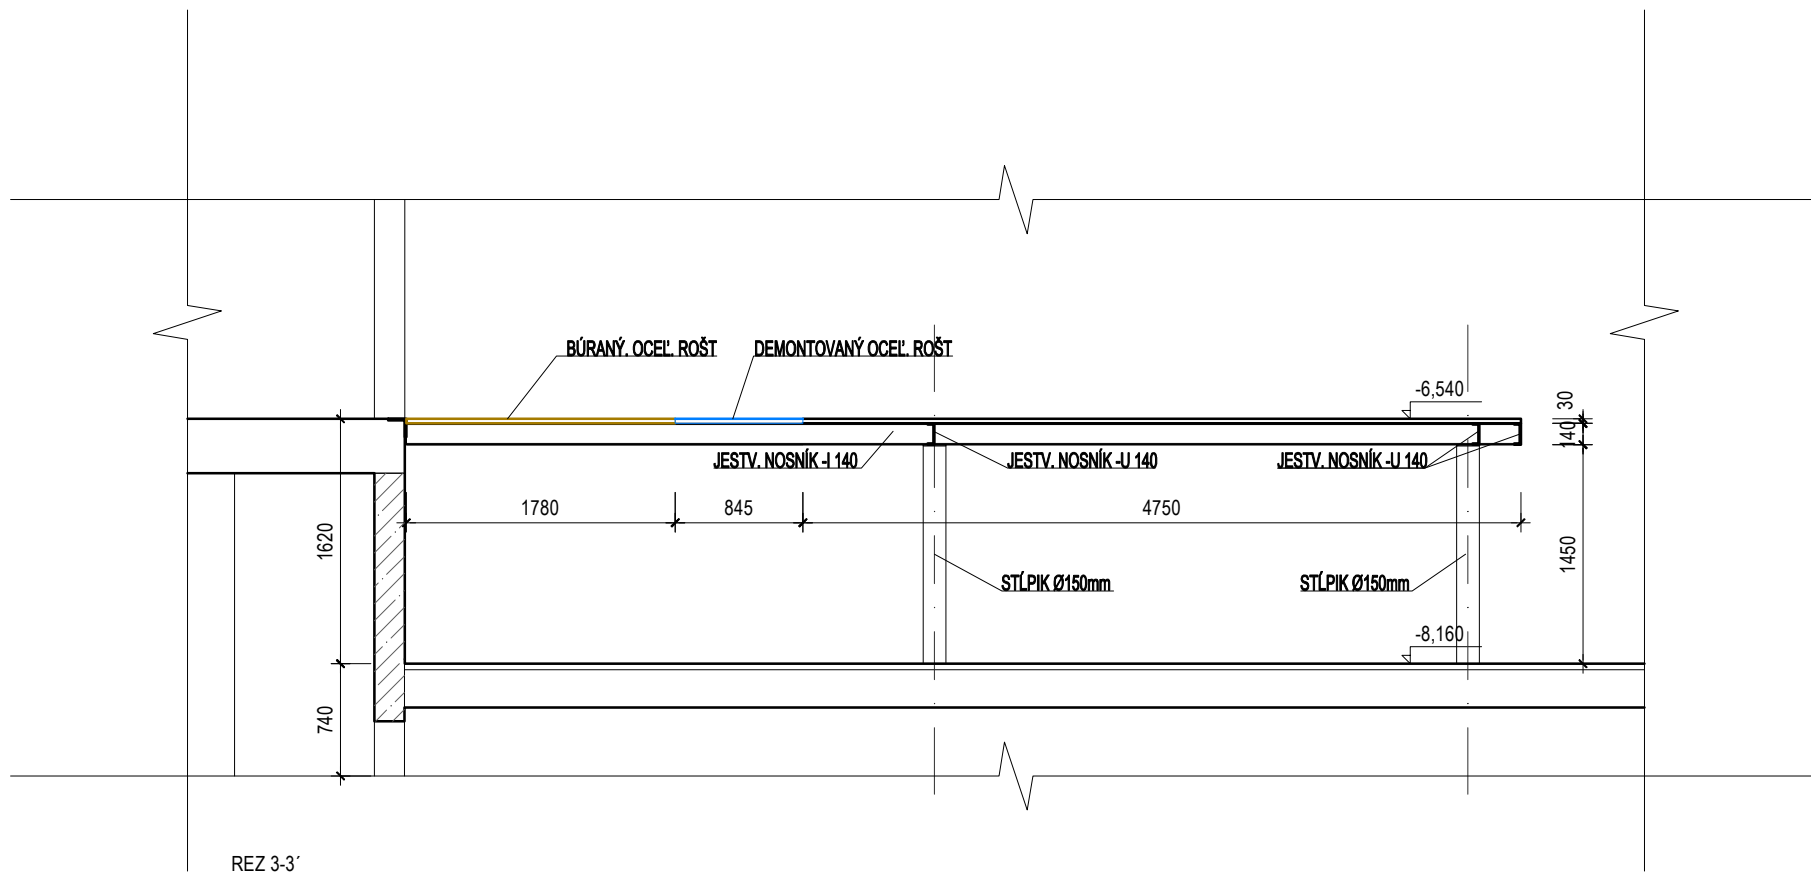 BÚRANÝ. OCEĽ. ROŠT
DEMONTOVANÝ OCEĽ. ROŠT
-6,540
30
140
JESTV. NOSNÍK -I 140
JESTV. NOSNÍK -U 140
JESTV. NOSNÍK -U 140
1780
845
4750
1620
1450
STĹPIK Ø150mm
STĹPIK Ø150mm
-8,160
740
REZ 3-3´